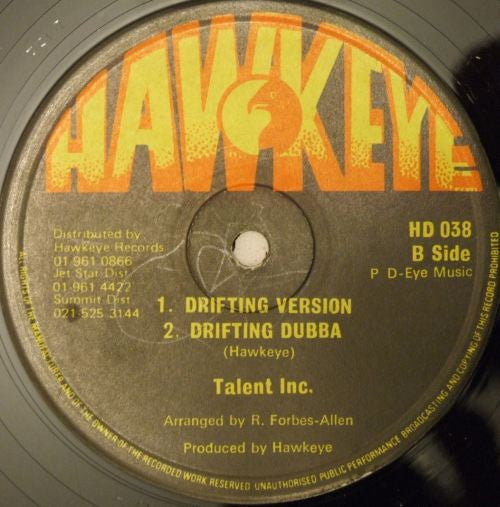 HAWKEYE
Distributed by
Hawkeye Records
01 961 0866
Jet Star Dist
01 961 4422
Summit Dist
021 525 3144
HD 038
B Side
P D-Eye Music
1. DRIFTING VERSION
2. DRIFTING DUBBA
(Hawkeye)
Talent Inc.
Arranged by R. Forbes-Allen
Produced by Hawkeye
ALL RIGHTS OF THE MANUFACTURER AND OF THE OWNER OF THE RECORDED WORK RESERVED UNAUTHORISED PUBLIC PERFORMANCE BROADCASTING AND COPYING OF THIS RECORD PROHIBITED